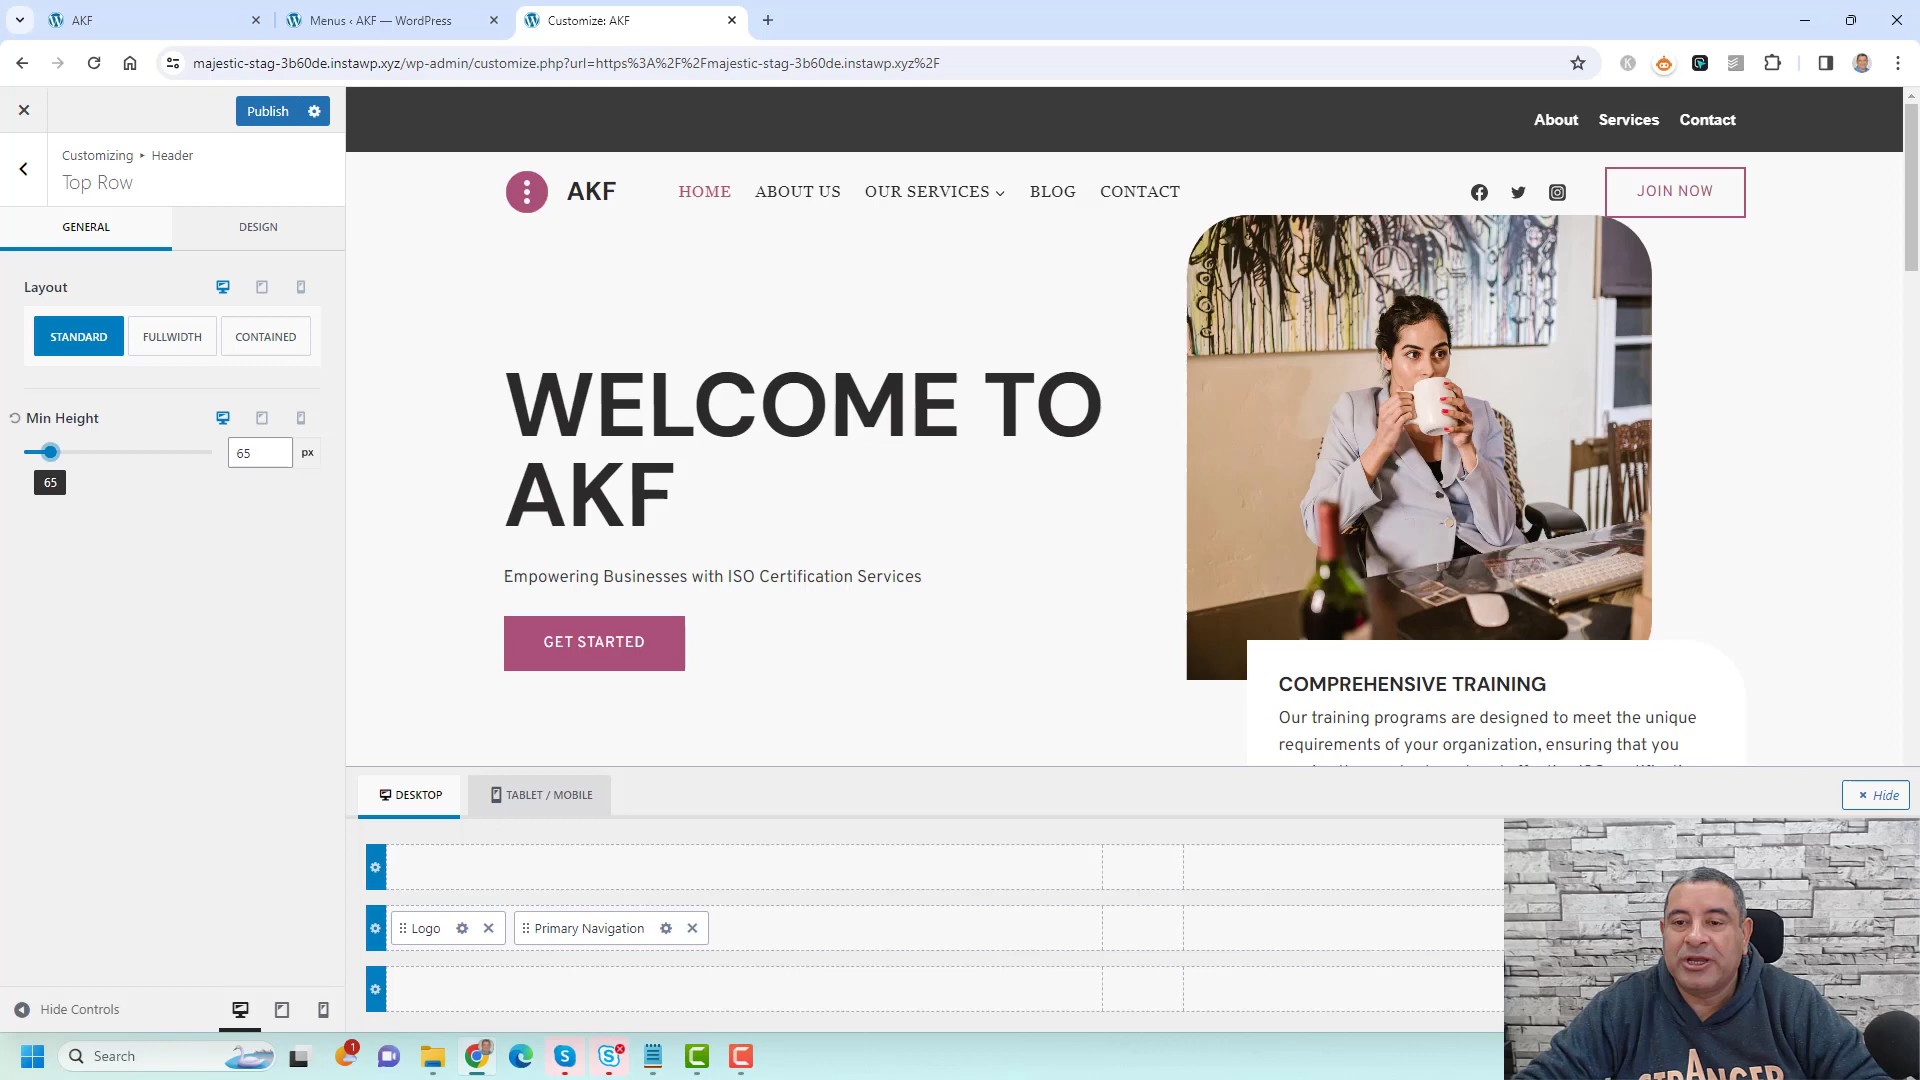 AKF
Menus ‹ AKF — WordPress
Customize: AKF
majestic-stag-3b60de.instawp.xyz/wp-admin/customize.php?url=https%3A%2F%2Fmajestic-stag-3b60de.instawp.xyz%2F
Publish
Customizing ▸ Header
Top Row
GENERAL
DESIGN
Layout
STANDARD
FULLWIDTH
CONTAINED
Min Height
65
px
65
Hide Controls
About
Services
Contact
AKF
HOME
ABOUT US
OUR SERVICES
BLOG
CONTACT
JOIN NOW
WELCOME TO
AKF
Empowering Businesses with ISO Certification Services
GET STARTED
COMPREHENSIVE TRAINING
Our training programs are designed to meet the unique
requirements of your organization, ensuring that you
DESKTOP
TABLET / MOBILE
× Hide
Logo
Primary Navigation
Search
1